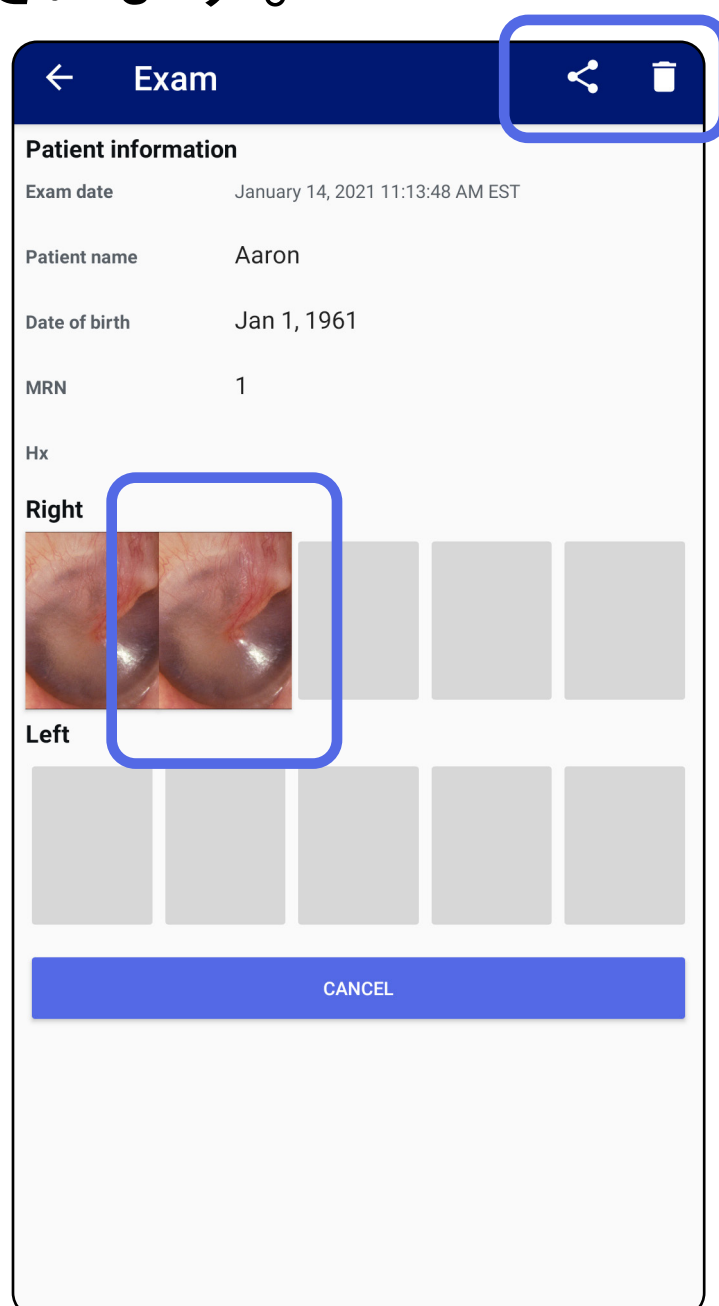 Exam
Patient information
Exam date January 14, 2021 11:13:48 AM EST
Patient name Aaron
Date of birth Jan 1, 1961
MRN 1
Hx
Right
Left
CANCEL